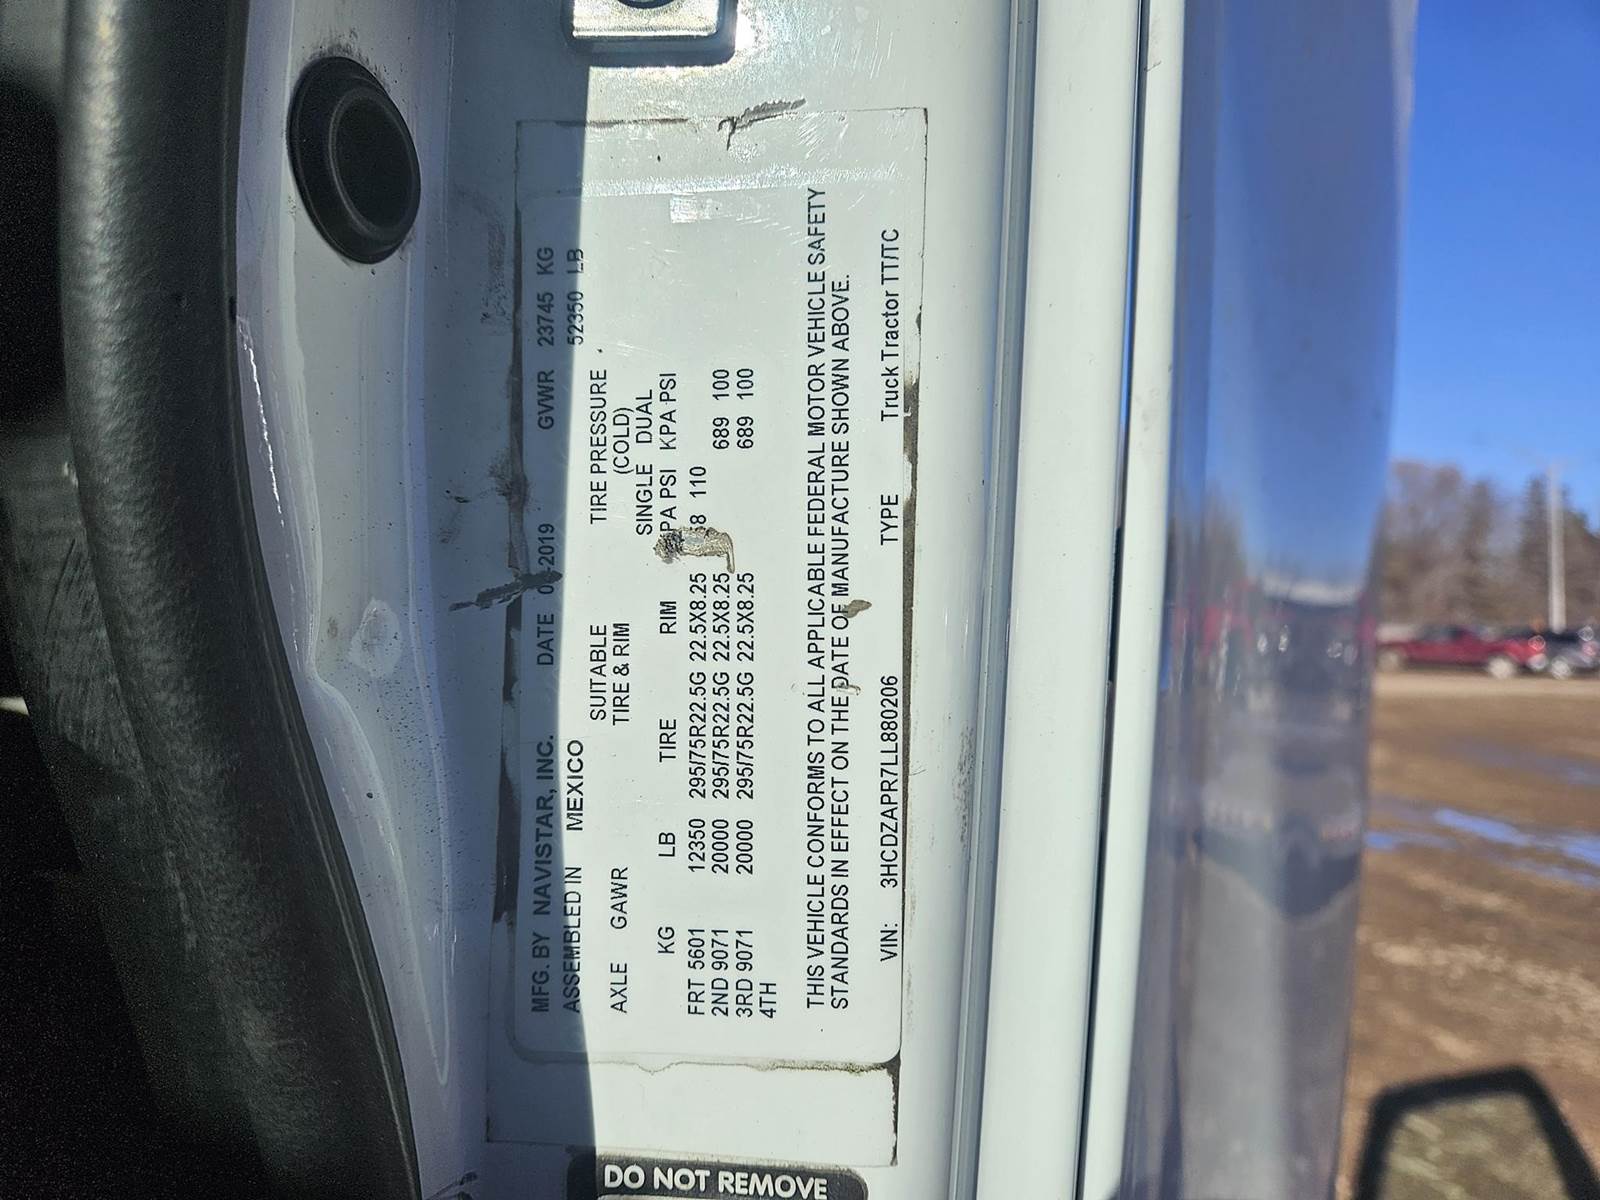 MFG. BY NAVISTAR, INC. DATE -2019 GVWR 23745 KG
ASSEMBLED IN MEXICO 52350 LB
SUITABLE TIRE PRESSURE
AXLE GAWR TIRE & RIM (COLD)
SINGLE DUAL
KG LB TIRE RIM PSI KPA PSI
FRT 5601 12350 295/75R22.5G 22.5X8.25 110
2ND 9071 20000 295/75R22.5G 22.5X8.25 689 100
3RD 9071 20000 295/75R22.5G 22.5X8.25 689 100
4TH
THIS VEHICLE CONFORMS TO ALL APPLICABLE FEDERAL MOTOR VEHICLE SAFETY
STANDARDS IN EFFECT ON THE DATE OF MANUFACTURE SHOWN ABOVE.
VIN: 3HCDZAPR7LL880206 TYPE Truck Tractor TT/TC
DO NOT REMOVE